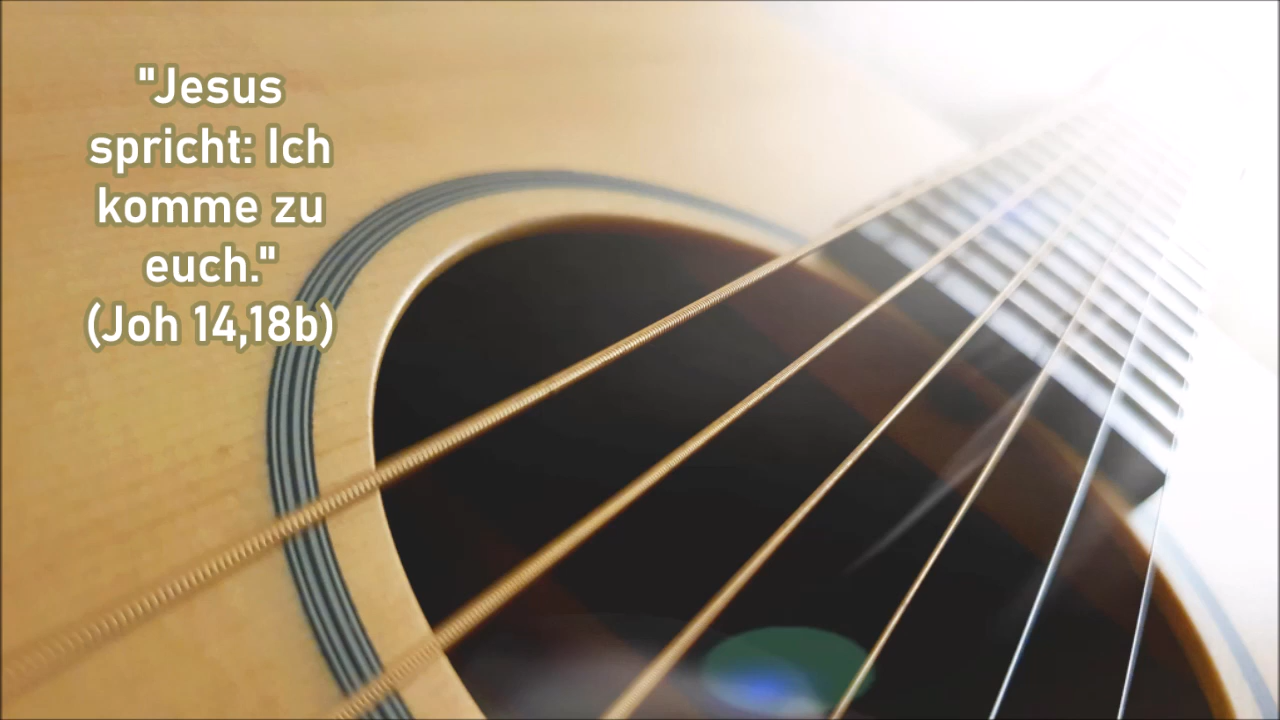 "Jesus
spricht: Ich
komme zu
euch."
(Joh 14,18b)